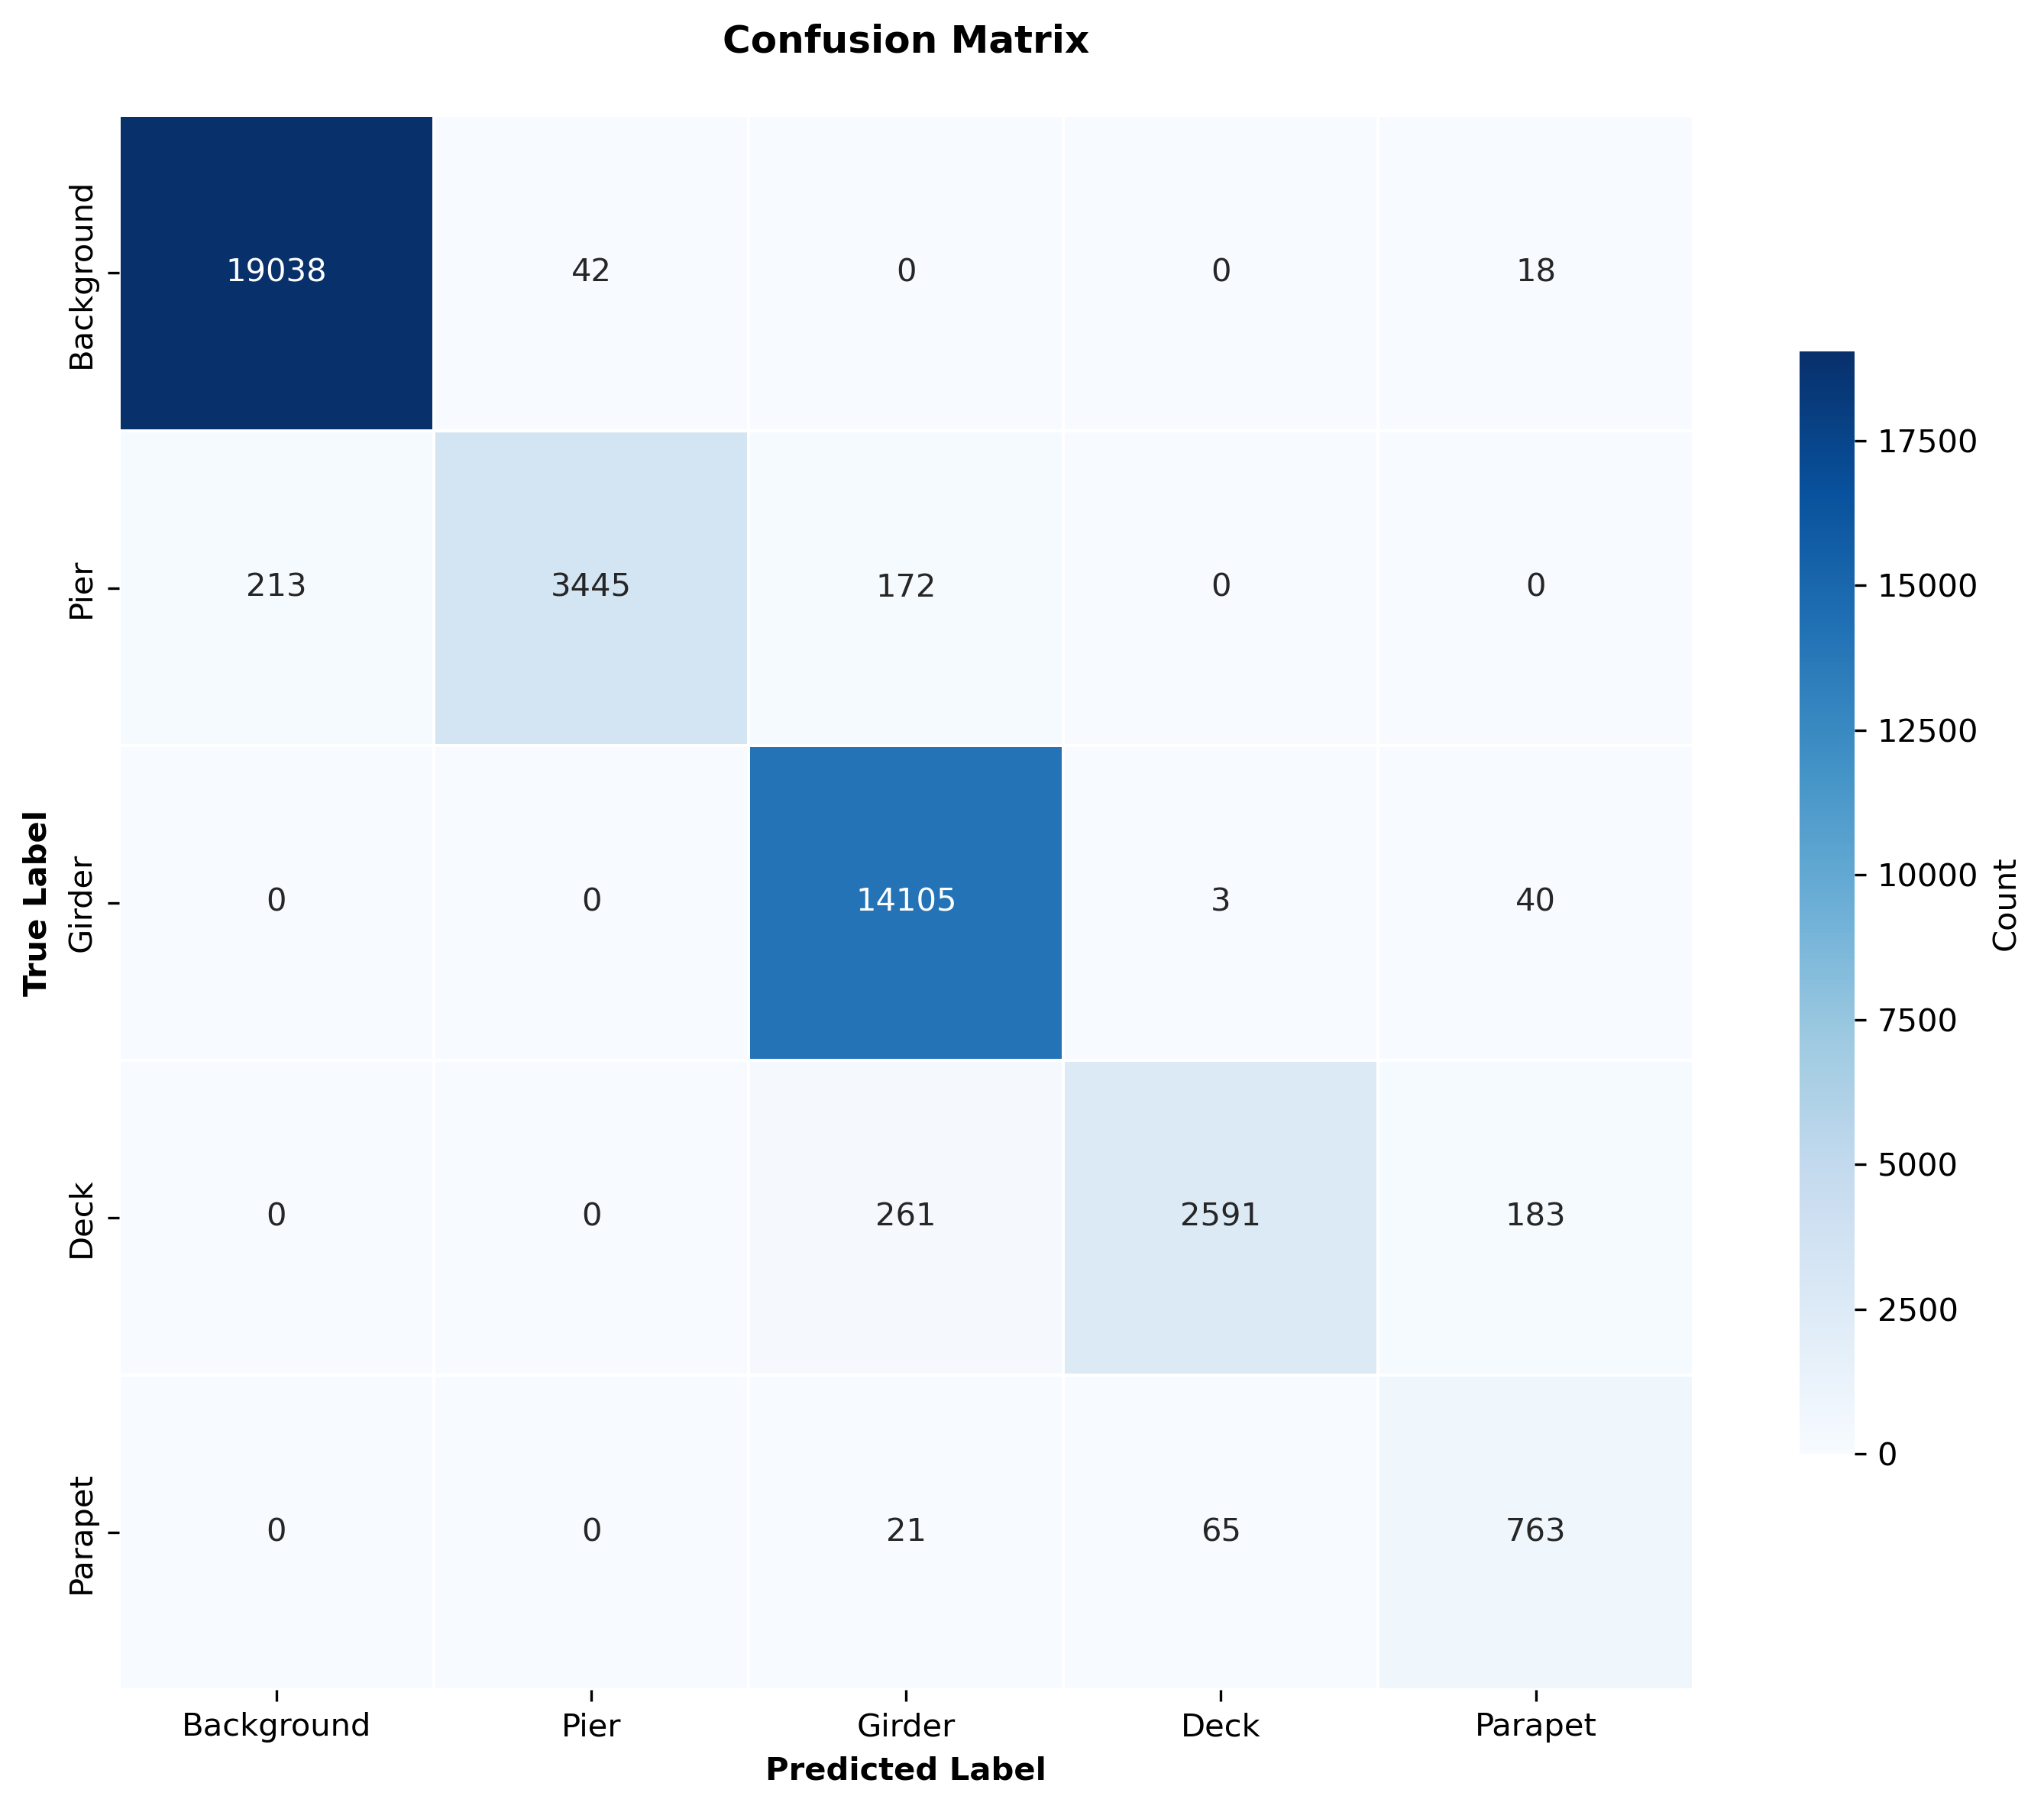 Confusion Matrix
Background
19038 42 0 0 18
Pier
213 3445 172 0 0
Girder
0 0 14105 3 40
Deck
0 0 261 2591 183
Parapet
0 0 21 65 763
True Label
Background Pier Girder Deck Parapet
Predicted Label
17500
15000
12500
10000
7500
5000
2500
0
Count